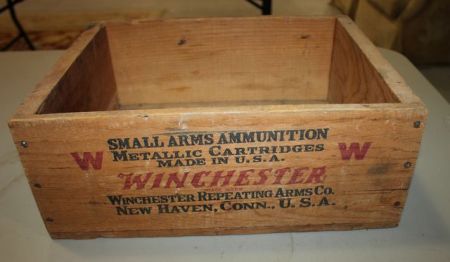 SMALL ARMS AMMUNITION
W METALLIC CARTRIDGES W
MADE IN U.S.A.
WINCHESTER
WINCHESTER REPEATING ARMS CO.
NEW HAVEN, CONN., U.S.A.